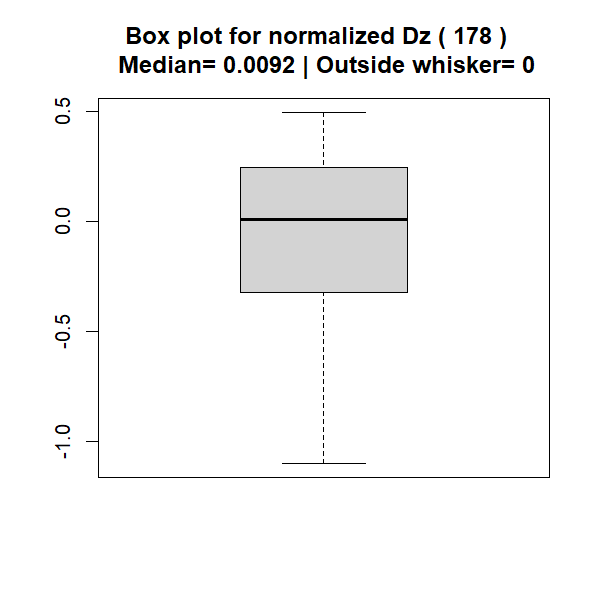 Box plot for normalized Dz ( 178 )
Median= 0.0092 | Outside whisker= 0
0.5
0.0
-0.5
-1.0